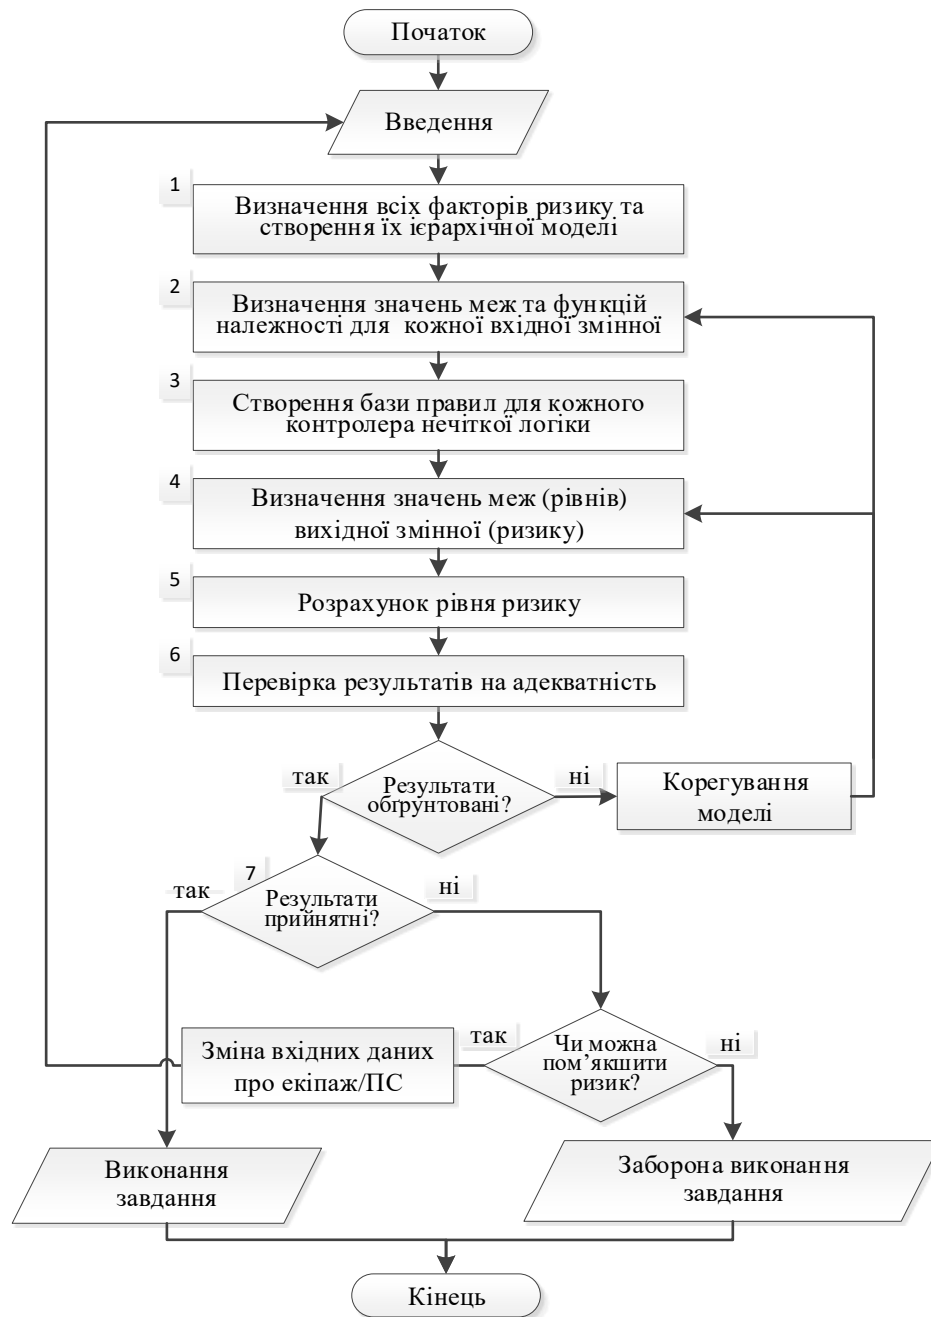 Початок
Введення
1
Визначення всіх факторів ризику та
створення їх ієрархічної моделі
2
Визначення значень меж та функцій
належності для кожної вхідної змінної
3
Створення бази правил для кожного
контролера нечіткої логіки
4
Визначення значень меж (рівнів)
вихідної змінної (ризику)
5
Розрахунок рівня ризику
6
Перевірка результатів на адекватність
так
Результати
обґрунтовані?
ні
Корегування
моделі
7
так
Результати
прийнятні?
ні
Зміна вхідних даних
про екіпаж/ПС
так
Чи можна
пом’якшити
ризик?
ні
Виконання
завдання
Заборона виконання
завдання
Кінець